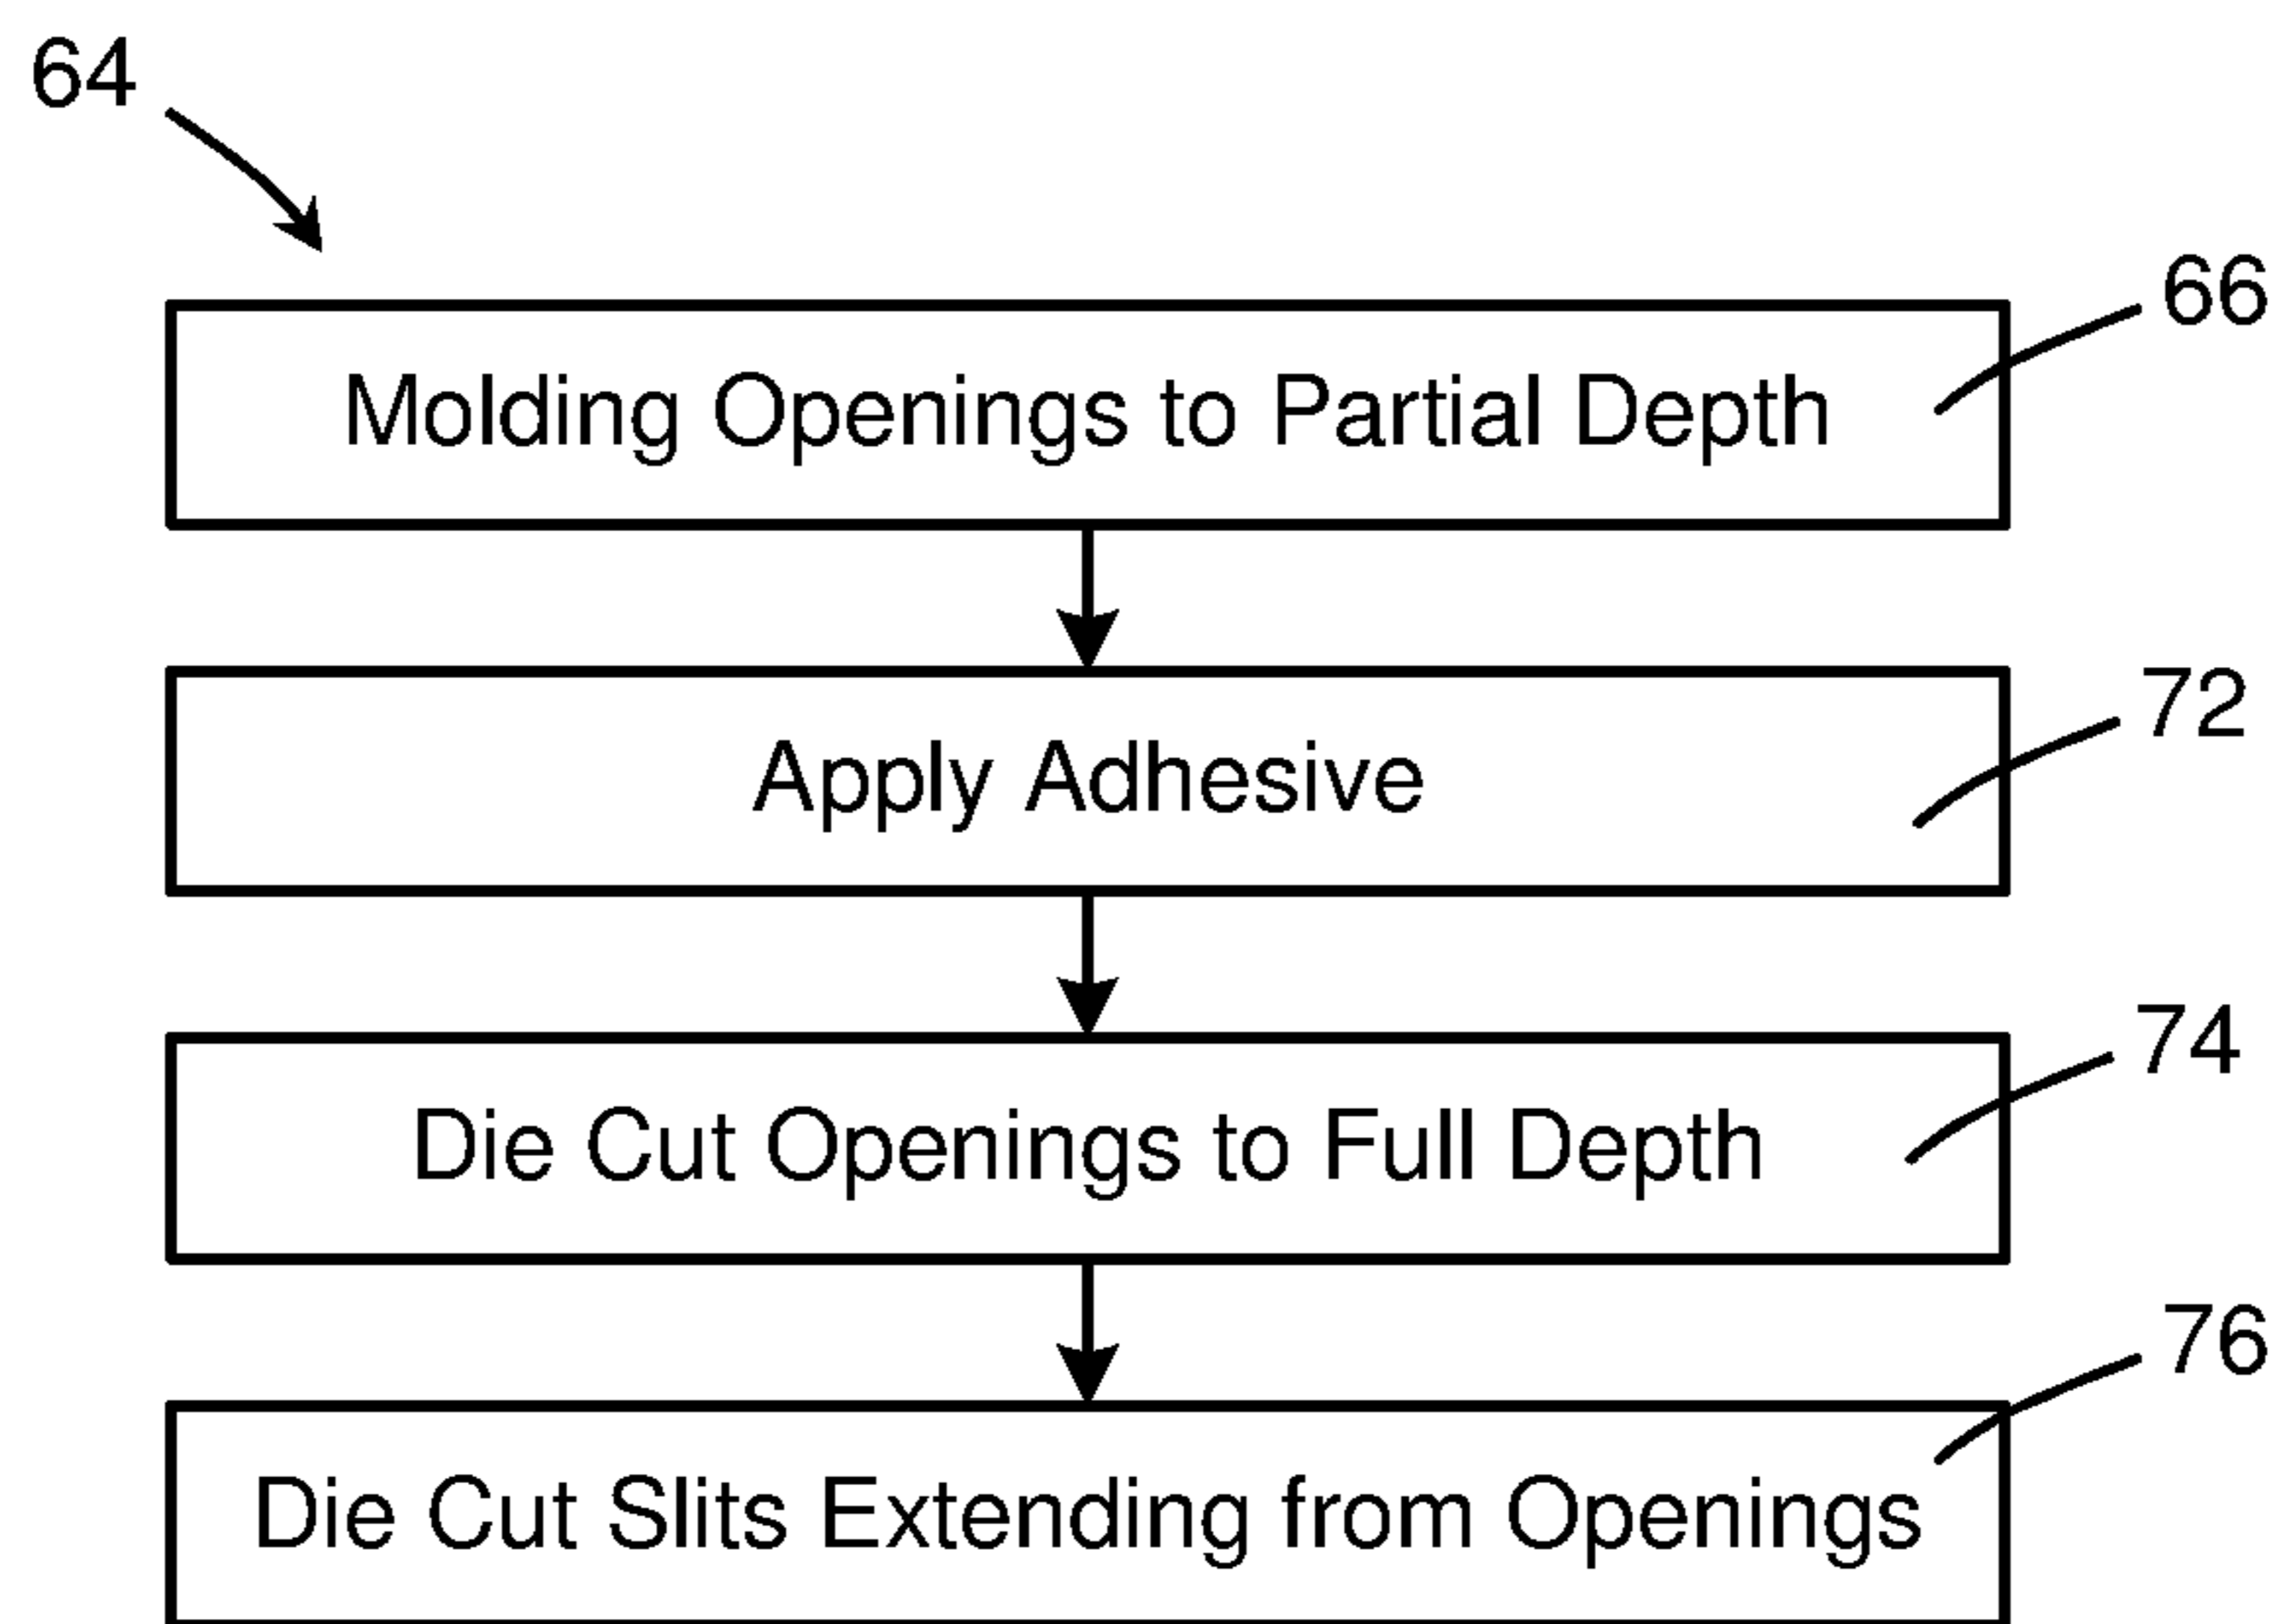 64
66
Molding Openings to Partial Depth
72
Apply Adhesive
74
Die Cut Openings to Full Depth
76
Die Cut Slits Extending from Openings